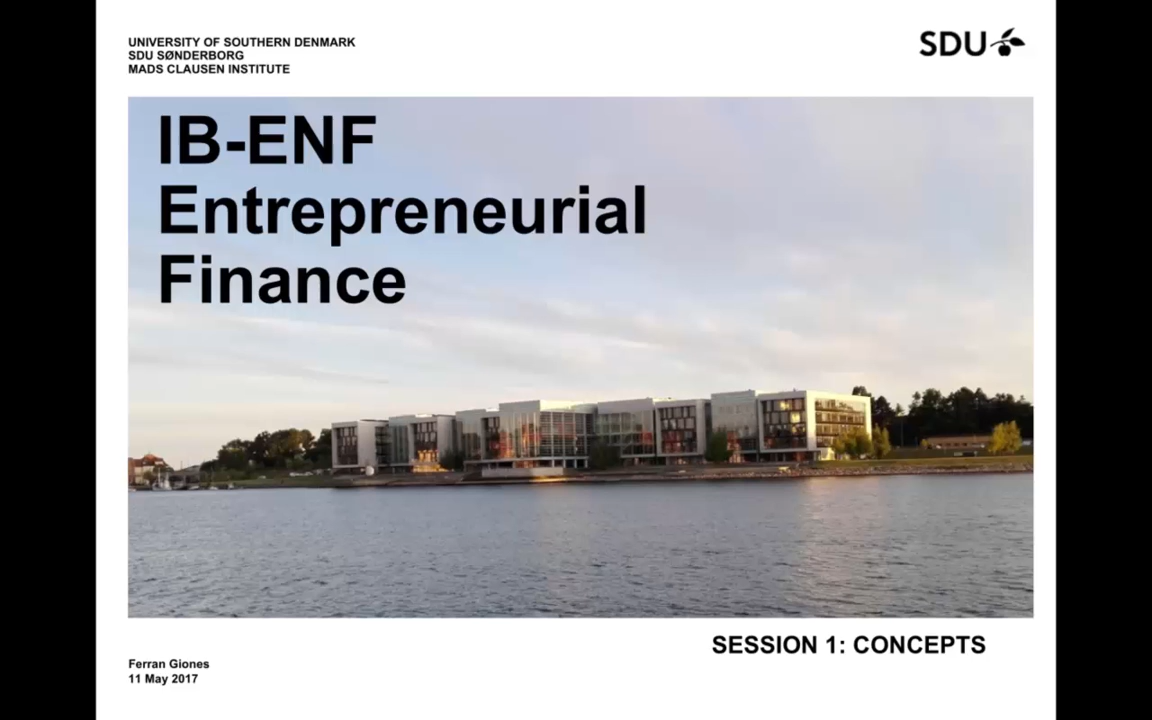 UNIVERSITY OF SOUTHERN DENMARK
SDU SØNDERBORG
MADS CLAUSEN INSTITUTE
SDU
IB-ENF
Entrepreneurial
Finance
SESSION 1: CONCEPTS
Ferran Giones
11 May 2017